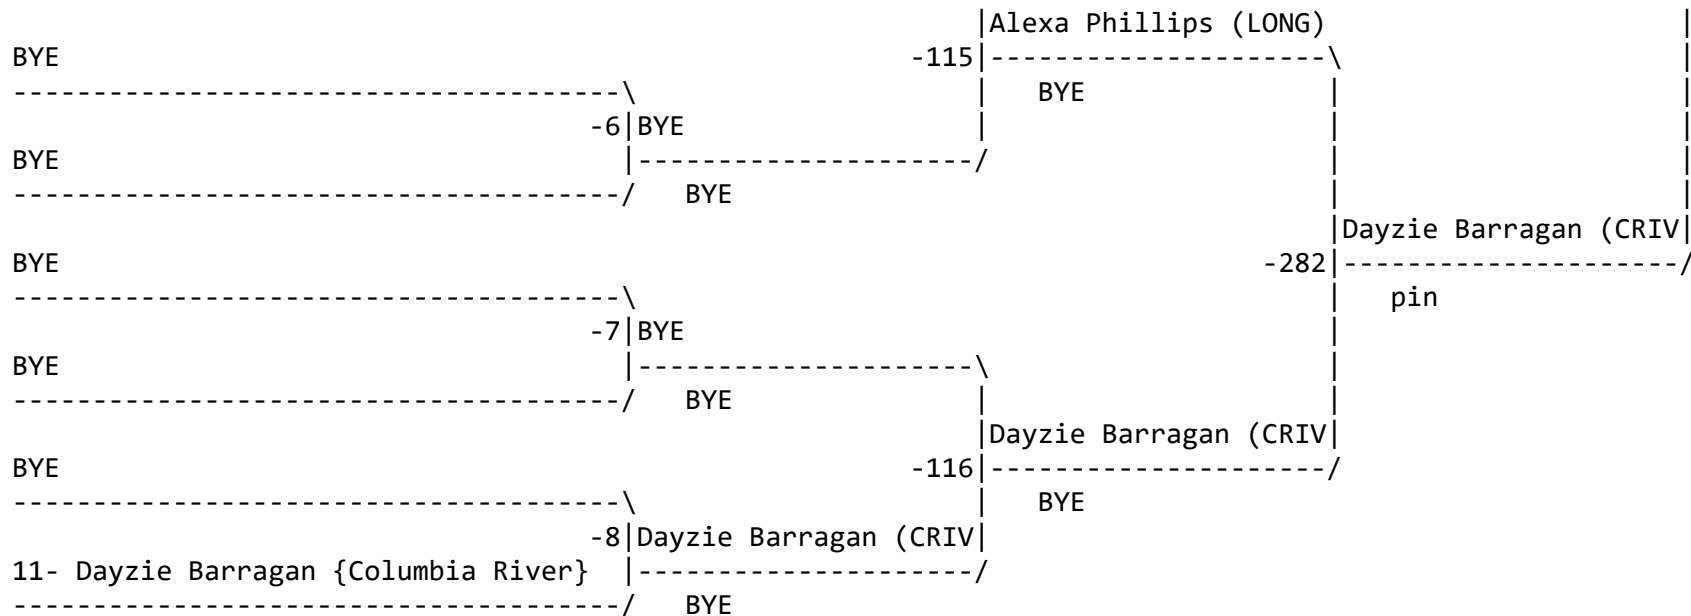 |Alexa Phillips (LONG) |
BYE -115|---------------------\ |
--------------------------------------\ | BYE | |
-6|BYE | | |
BYE |---------------------/ | |
--------------------------------------/ BYE | |
|Dayzie Barragan (CRIV|
BYE -282|---------------------/
--------------------------------------\ | pin
-7|BYE |
BYE |---------------------\ |
--------------------------------------/ BYE | |
|Dayzie Barragan (CRIV|
BYE -116|---------------------/
--------------------------------------\ | BYE
-8|Dayzie Barragan (CRIV|
11- Dayzie Barragan {Columbia River} |---------------------/
--------------------------------------/ BYE